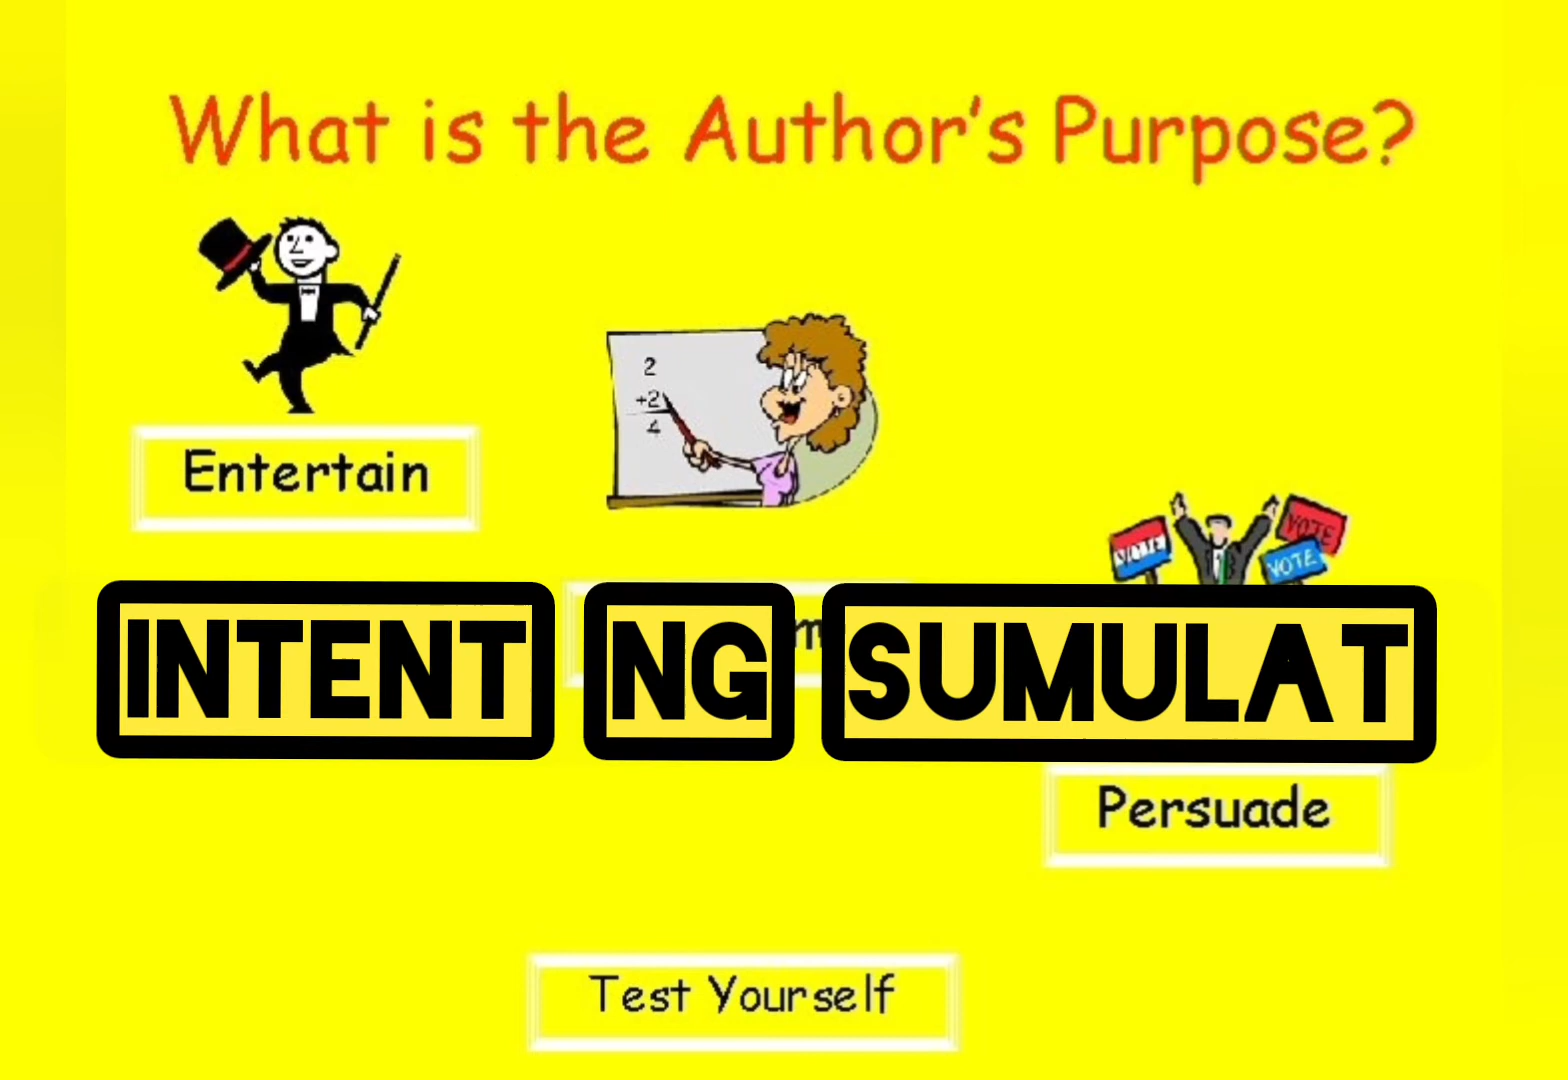 What is the Author's Purpose?
2
+2
4
Entertain
VOTE
VOTE
VOTE
INTENT NG SUMULAT
Persuade
Test Yourself